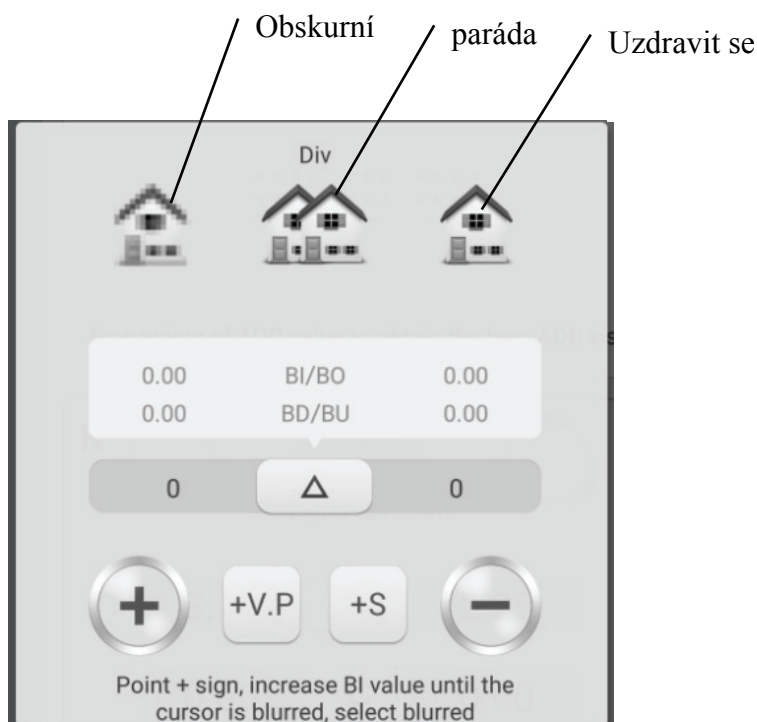 Obskurní
paráda
Uzdravit se
Div
0.00 BI/BO 0.00
0.00 BD/BU 0.00
0 △ 0
+ +V.P +S −
Point + sign, increase BI value until the
cursor is blurred, select blurred